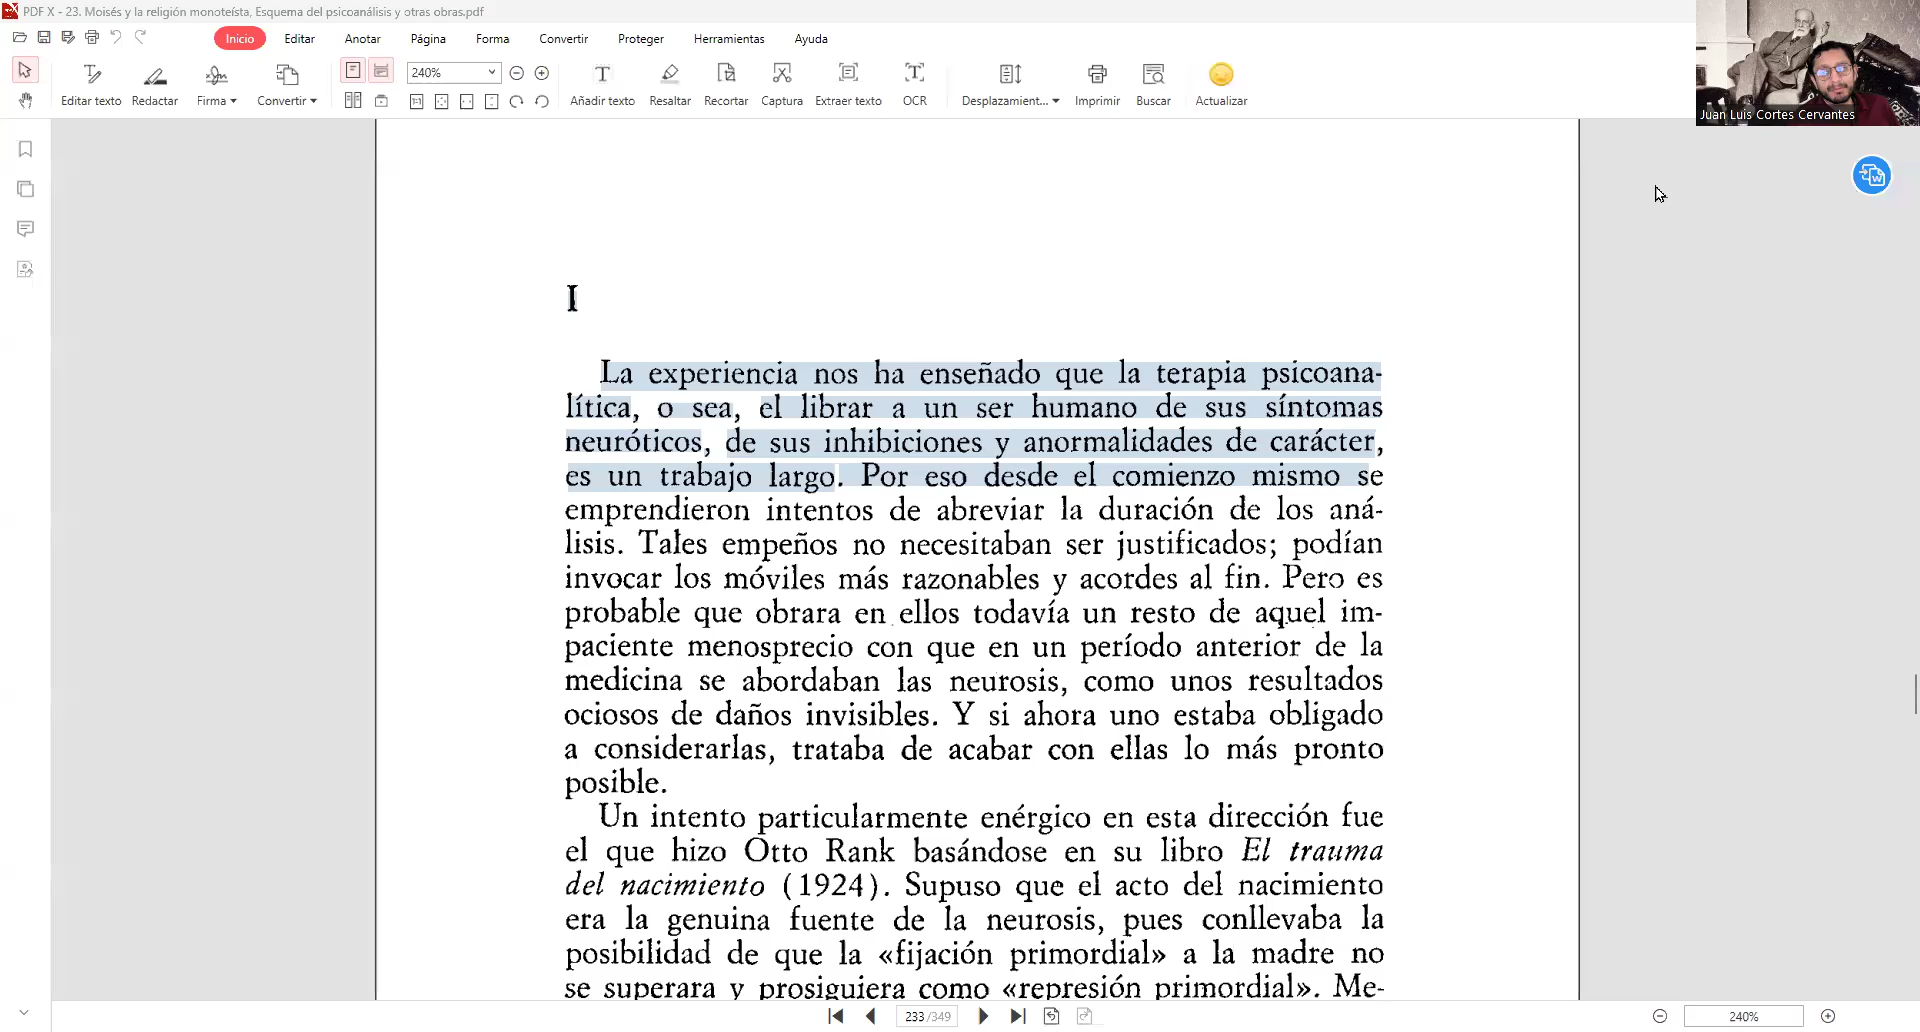 PDF X - 23. Moisés y la religión monoteísta, Esquema del psicoanálisis y otras obras.pdf
Inicio Editar Anotar Página Forma Convertir Proteger Herramientas Ayuda
240%
Editar texto Redactar Firma Convertir Añadir texto Resaltar Recortar Captura Extraer texto OCR Desplazamient... Imprimir Buscar Actualizar
Juan Luis Cortes Cervantes
I
La experiencia nos ha enseñado que la terapia psicoana-
lítica, o sea, el librar a un ser humano de sus síntomas
neuróticos, de sus inhibiciones y anormalidades de carácter,
es un trabajo largo. Por eso desde el comienzo mismo se
emprendieron intentos de abreviar la duración de los aná-
lisis. Tales empeños no necesitaban ser justificados; podían
invocar los móviles más razonables y acordes al fin. Pero es
probable que obrara en ellos todavía un resto de aquel im-
paciente menosprecio con que en un período anterior de la
medicina se abordaban las neurosis, como unos resultados
ociosos de daños invisibles. Y si ahora uno estaba obligado
a considerarlas, trataba de acabar con ellas lo más pronto
posible.
Un intento particularmente enérgico en esta dirección fue
el que hizo Otto Rank basándose en su libro El trauma
del nacimiento (1924). Supuso que el acto del nacimiento
era la genuina fuente de la neurosis, pues conllevaba la
posibilidad de que la «fijación primordial» a la madre no
se superara y prosiguiera como «represión primordial». Me-
233 /349
240%